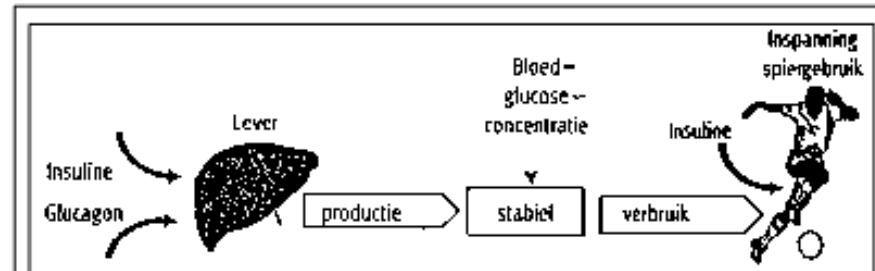 Inspanning
spiergebruik
Bloed–
glucose–
concentratie
Lever
Insuline
Insuline
Glucagon
productie
stabiel
verbruik